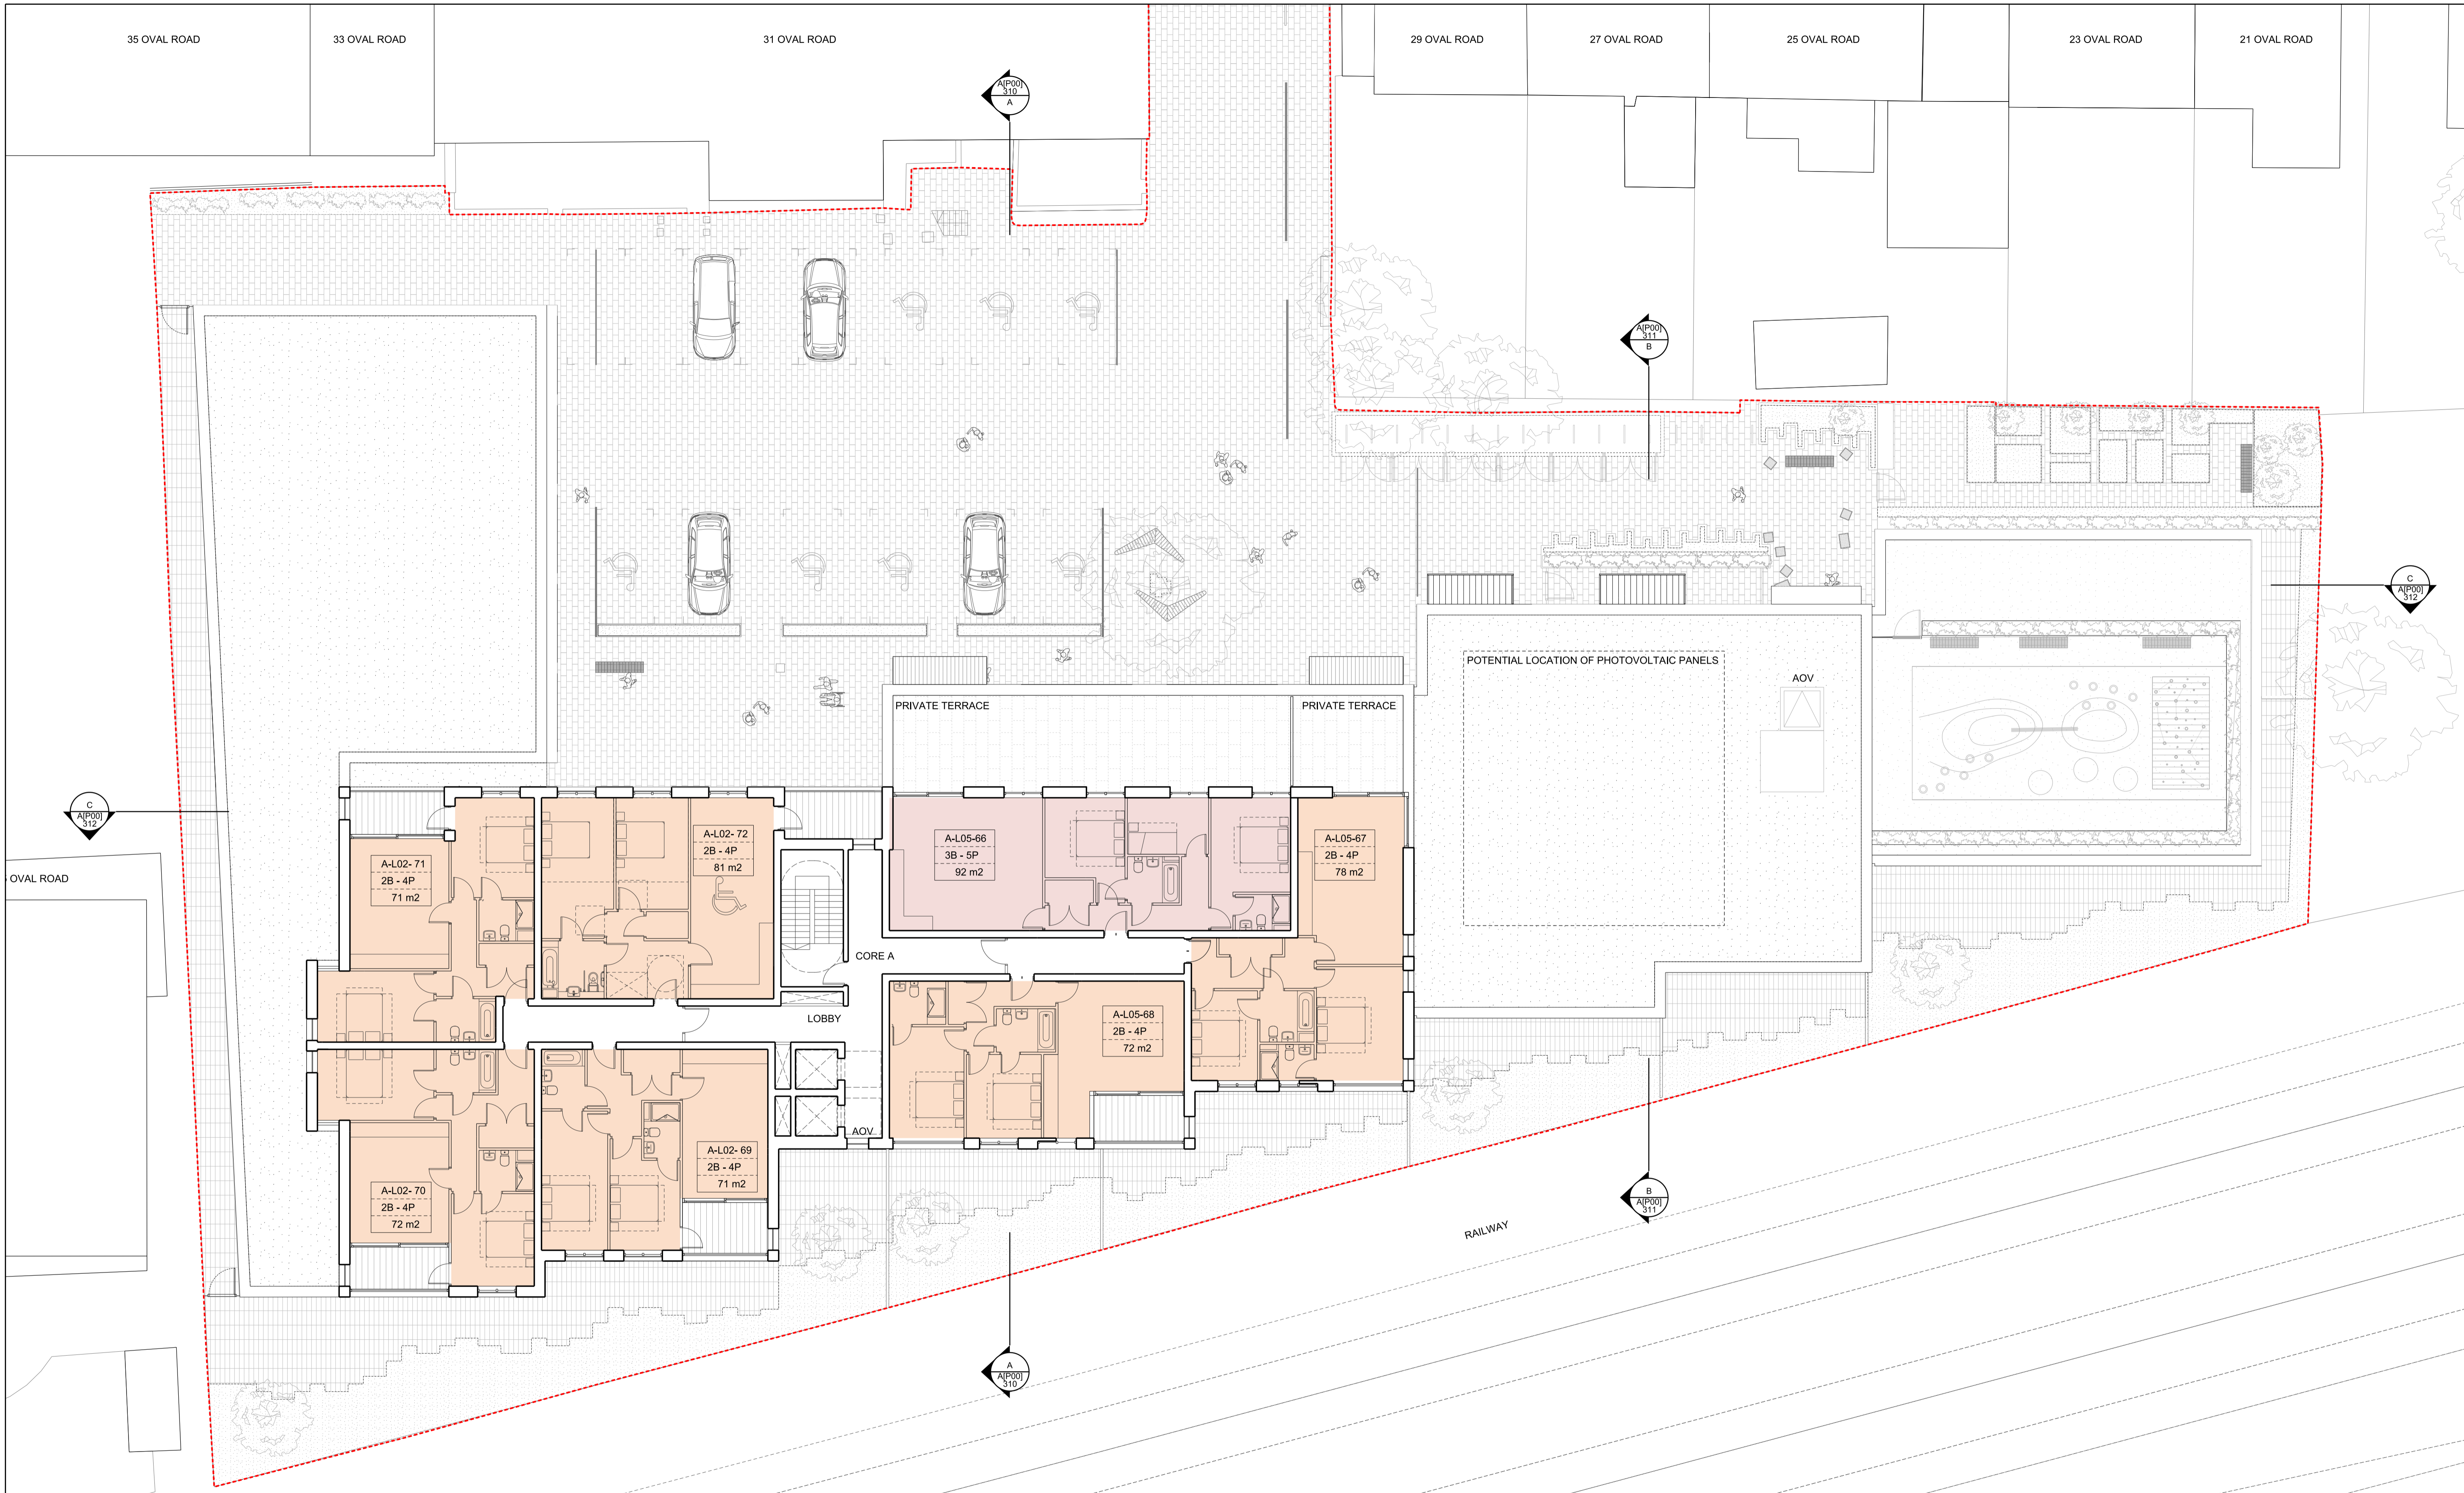 35 OVAL ROAD
33 OVAL ROAD
31 OVAL ROAD
29 OVAL ROAD
27 OVAL ROAD
25 OVAL ROAD
23 OVAL ROAD
21 OVAL ROAD
A[P00]
310
A
A[P00]
311
B
C
A[P00]
312
POTENTIAL LOCATION OF PHOTOVOLTAIC PANELS
AOV
PRIVATE TERRACE
PRIVATE TERRACE
C
A[P00]
312
OVAL ROAD
A-L02- 71
2B - 4P
71 m2
A-L02- 72
2B - 4P
81 m2
A-L05-66
3B - 5P
92 m2
A-L05-67
2B - 4P
78 m2
CORE A
LOBBY
A-L05-68
2B - 4P
72 m2
AOV
A-L02- 69
2B - 4P
71 m2
A-L02- 70
2B - 4P
72 m2
B
A[P00]
311
RAILWAY
A
A[P00]
310